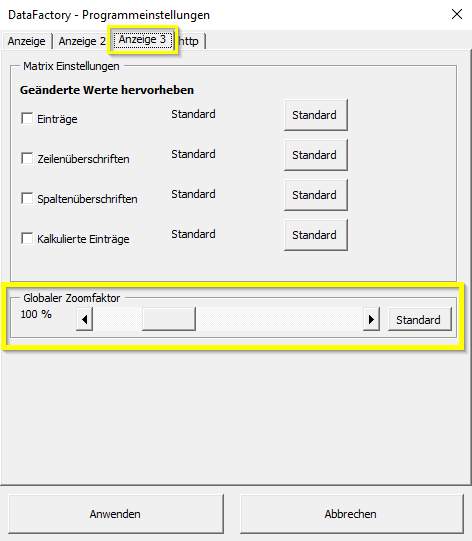 DataFactory - Programmeinstellungen
Anzeige Anzeige 2 Anzeige 3 http
Matrix Einstellungen
Geänderte Werte hervorheben
Einträge Standard Standard
Zeilenüberschriften Standard Standard
Spaltenüberschriften Standard Standard
Kalkulierte Einträge Standard Standard
Globaler Zoomfaktor
100 % Standard
Anwenden Abbrechen